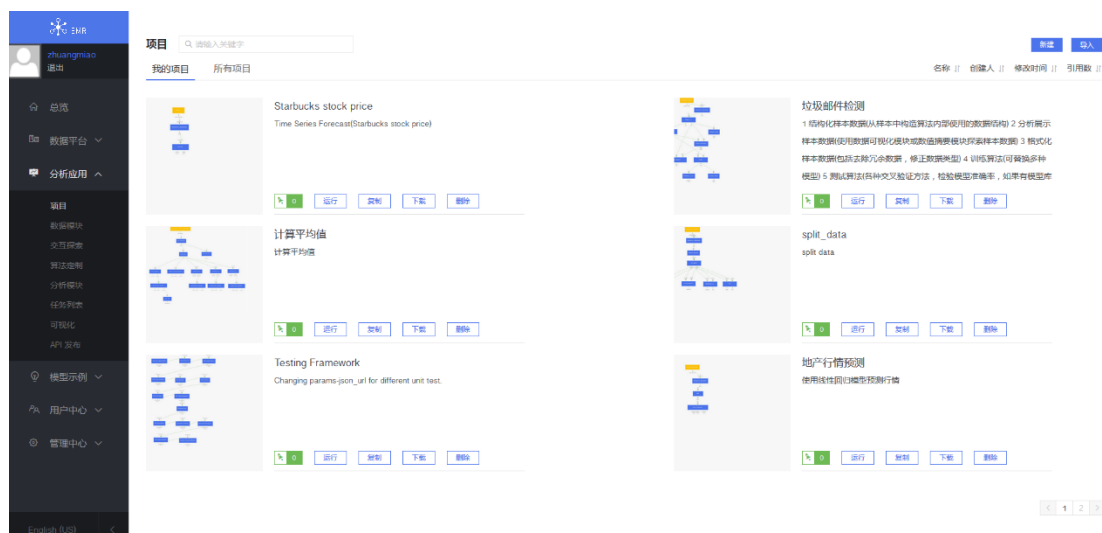 项目
请输入关键字
新建
导入
zhuangmiao
退出
我的项目
所有项目
名称
创建人
修改时间
引用数
总览
数据平台
分析应用
项目
数据模块
交互探索
算法定制
分析模块
任务列表
可视化
API 发布
模型示例
用户中心
管理中心
English (US)
Starbucks stock price
Time Series Forecast(Starbucks stock price)
0
运行
复制
下载
删除
垃圾邮件检测
1 结构化样本数据(从样本中构造算法内部使用的数据结构) 2 分析展示
样本数据(使用数据可视化模块或数值摘要模块探索样本数据) 3 格式化
样本数据(包括去除冗余数据，修正数据类型) 4 训练算法(可替换多种
模型) 5 测试算法(各种交叉验证方法，检验模型准确率，如果有模型库
0
运行
复制
下载
删除
计算平均值
计算平均值
0
运行
复制
下载
删除
split_data
split data
0
运行
复制
下载
删除
Testing Framework
Changing params-json_url for different unit test.
0
运行
复制
下载
删除
地产行情预测
使用线性回归模型预测行情
0
运行
复制
下载
删除
1 2